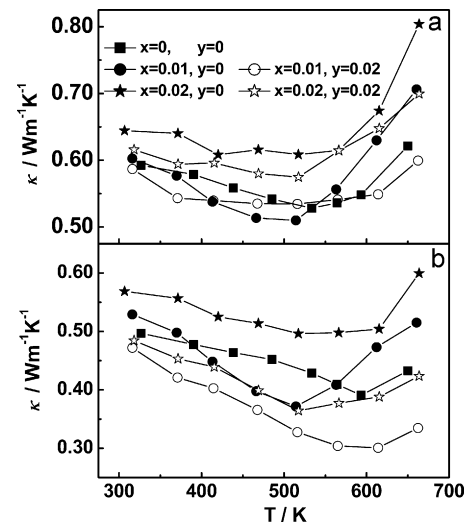 a
x=0, y=0
x=0.01, y=0 x=0.01, y=0.02
x=0.02, y=0 x=0.02, y=0.02
0.80
0.70
0.60
0.50
κ / Wm⁻¹K⁻¹
b
0.60
0.50
0.40
0.30
κ / Wm⁻¹K⁻¹
300 400 500 600 700
T / K